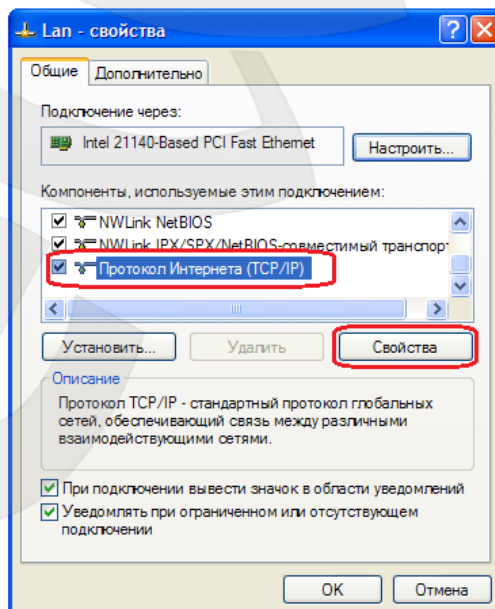 Lan - свойства
Общие
Дополнительно
Подключение через:
Intel 21140-Based PCI Fast Ethernet
Настроить...
Компоненты, используемые этим подключением:
NWLink NetBIOS
NWLink IPX/SPX/NetBIOS-совместимый транспорт
Протокол Интернета (TCP/IP)
Установить...
Удалить
Свойства
Описание
Протокол TCP/IP - стандартный протокол глобальных
сетей, обеспечивающий связь между различными
взаимодействующими сетями.
При подключении вывести значок в области уведомлений
Уведомлять при ограниченном или отсутствующем
подключении
OK
Отмена